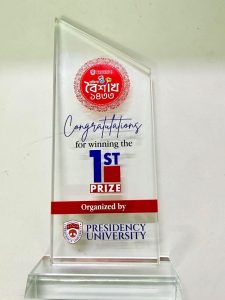 বৈশাখ
১৪৩৩
Congratulations
for winning the
1ST
PRIZE
Organized by
PRESIDENCY
UNIVERSITY